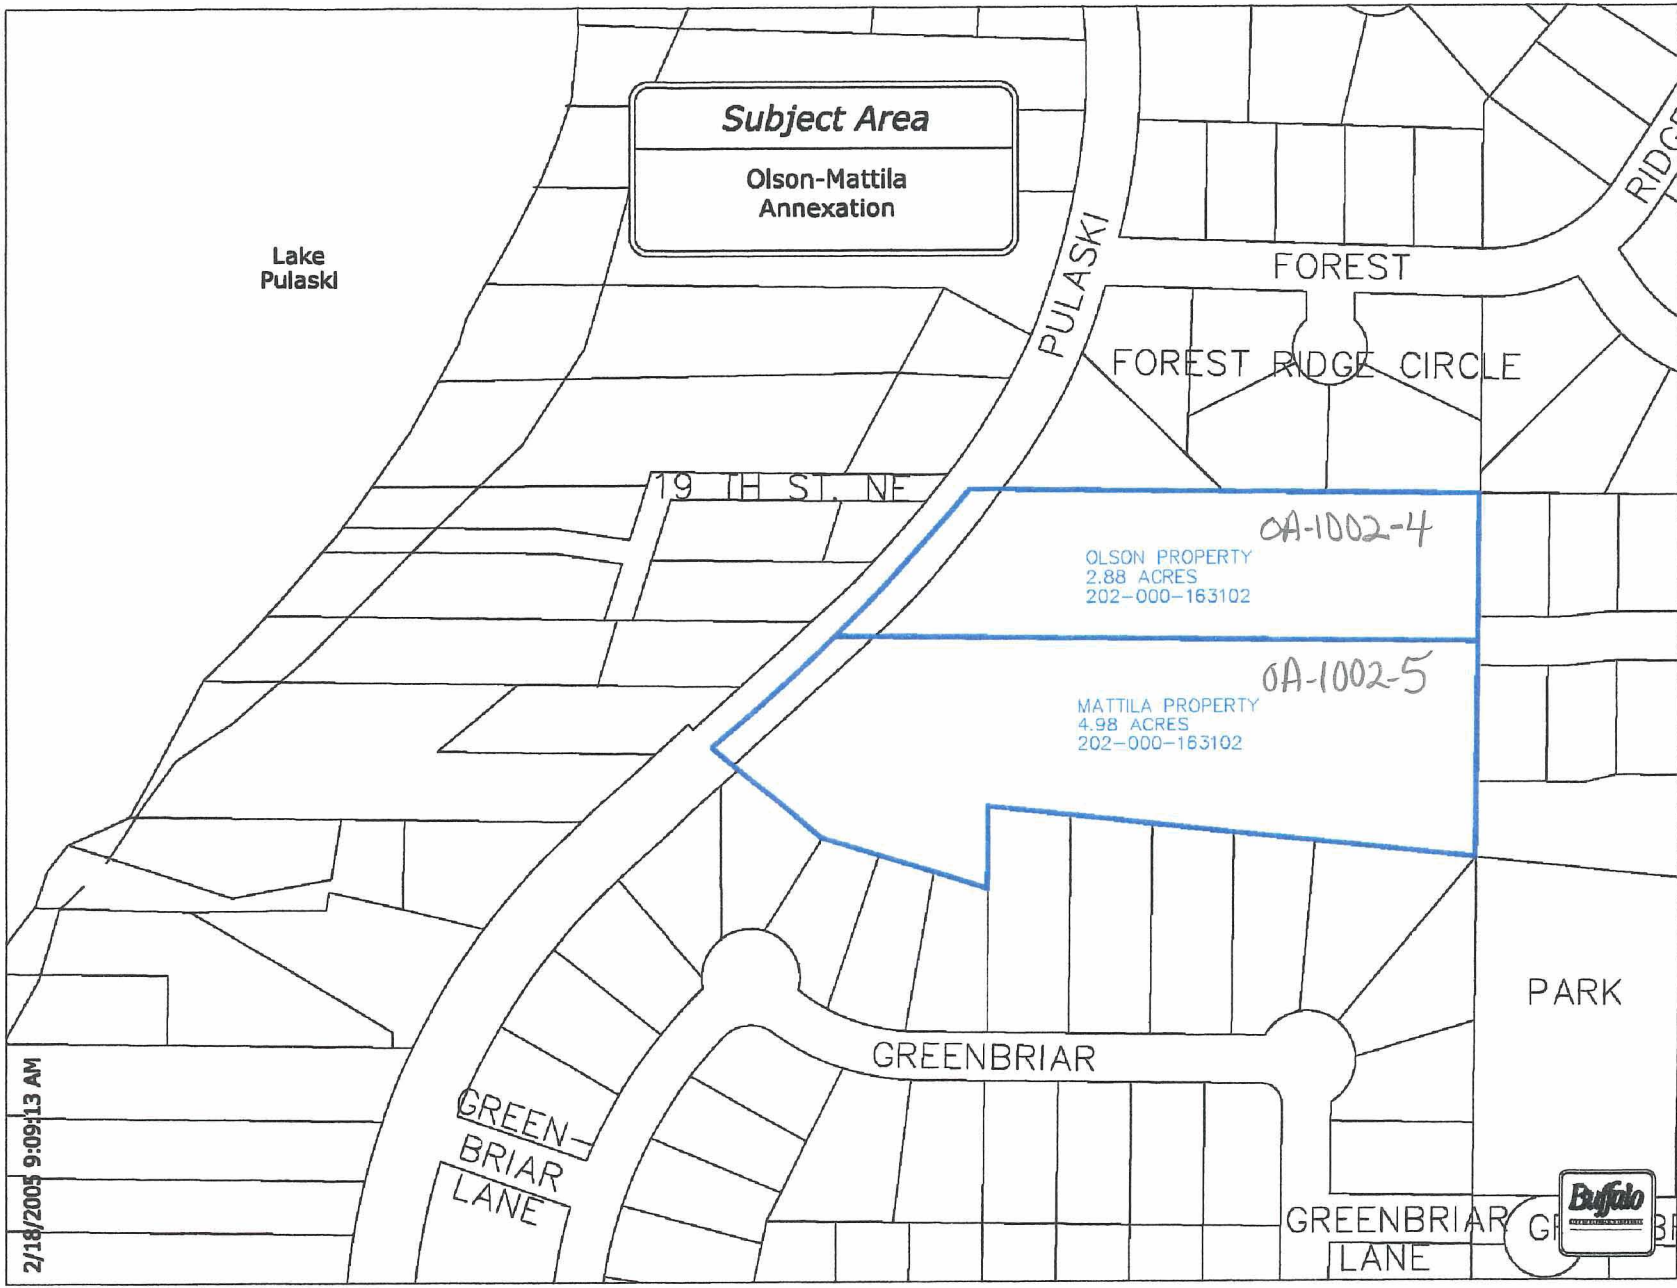 Subject Area
Olson-Mattila
Annexation
Lake
Pulaski
PULASKI
FOREST
RIDGE
FOREST RIDGE CIRCLE
19 TH ST. NE
OA-1002-4
OLSON PROPERTY
2.88 ACRES
202-000-163102
OA-1002-5
MATTILA PROPERTY
4.98 ACRES
202-000-163102
PARK
GREENBRIAR
GREEN-
BRIAR
LANE
GREENBRIAR
LANE
Buffalo
2/18/2005 9:09:13 AM